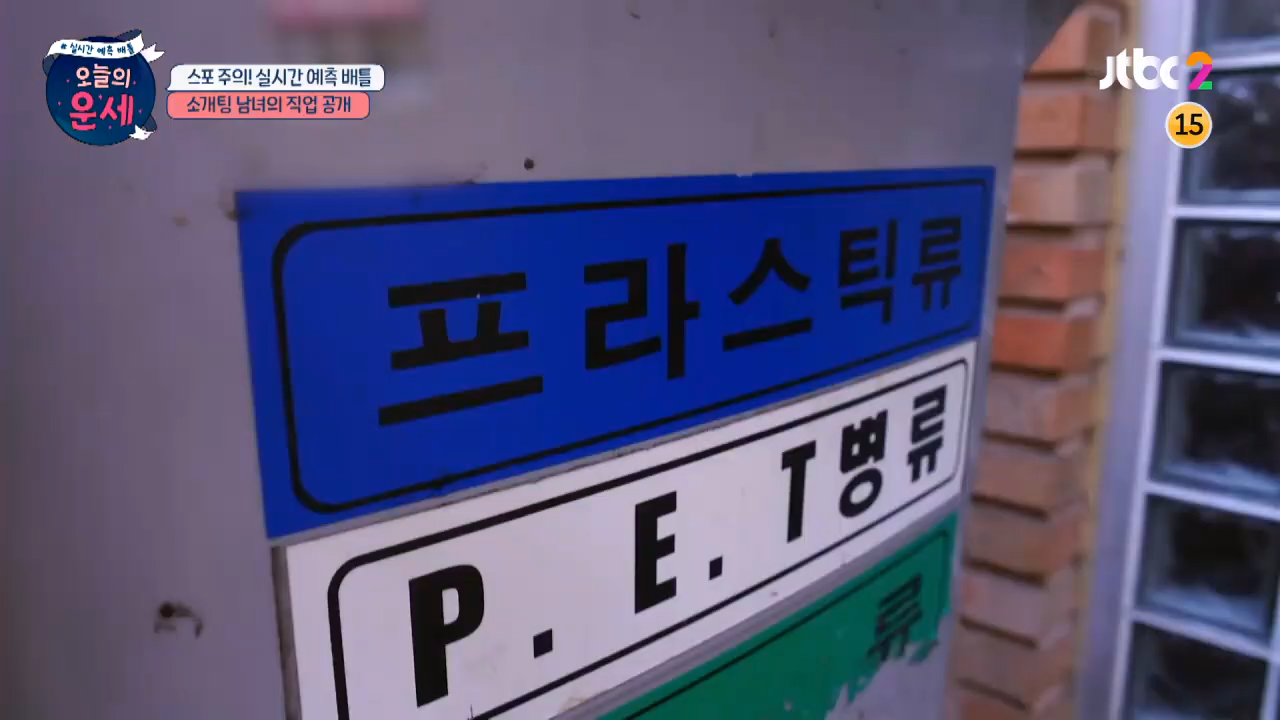 # 실시간 예측 배틀
오늘의
운세
스포 주의! 실시간 예측 배틀
소개팅 남녀의 직업 공개
jtbc2
15
프라스틱류
P. E. T병류
류